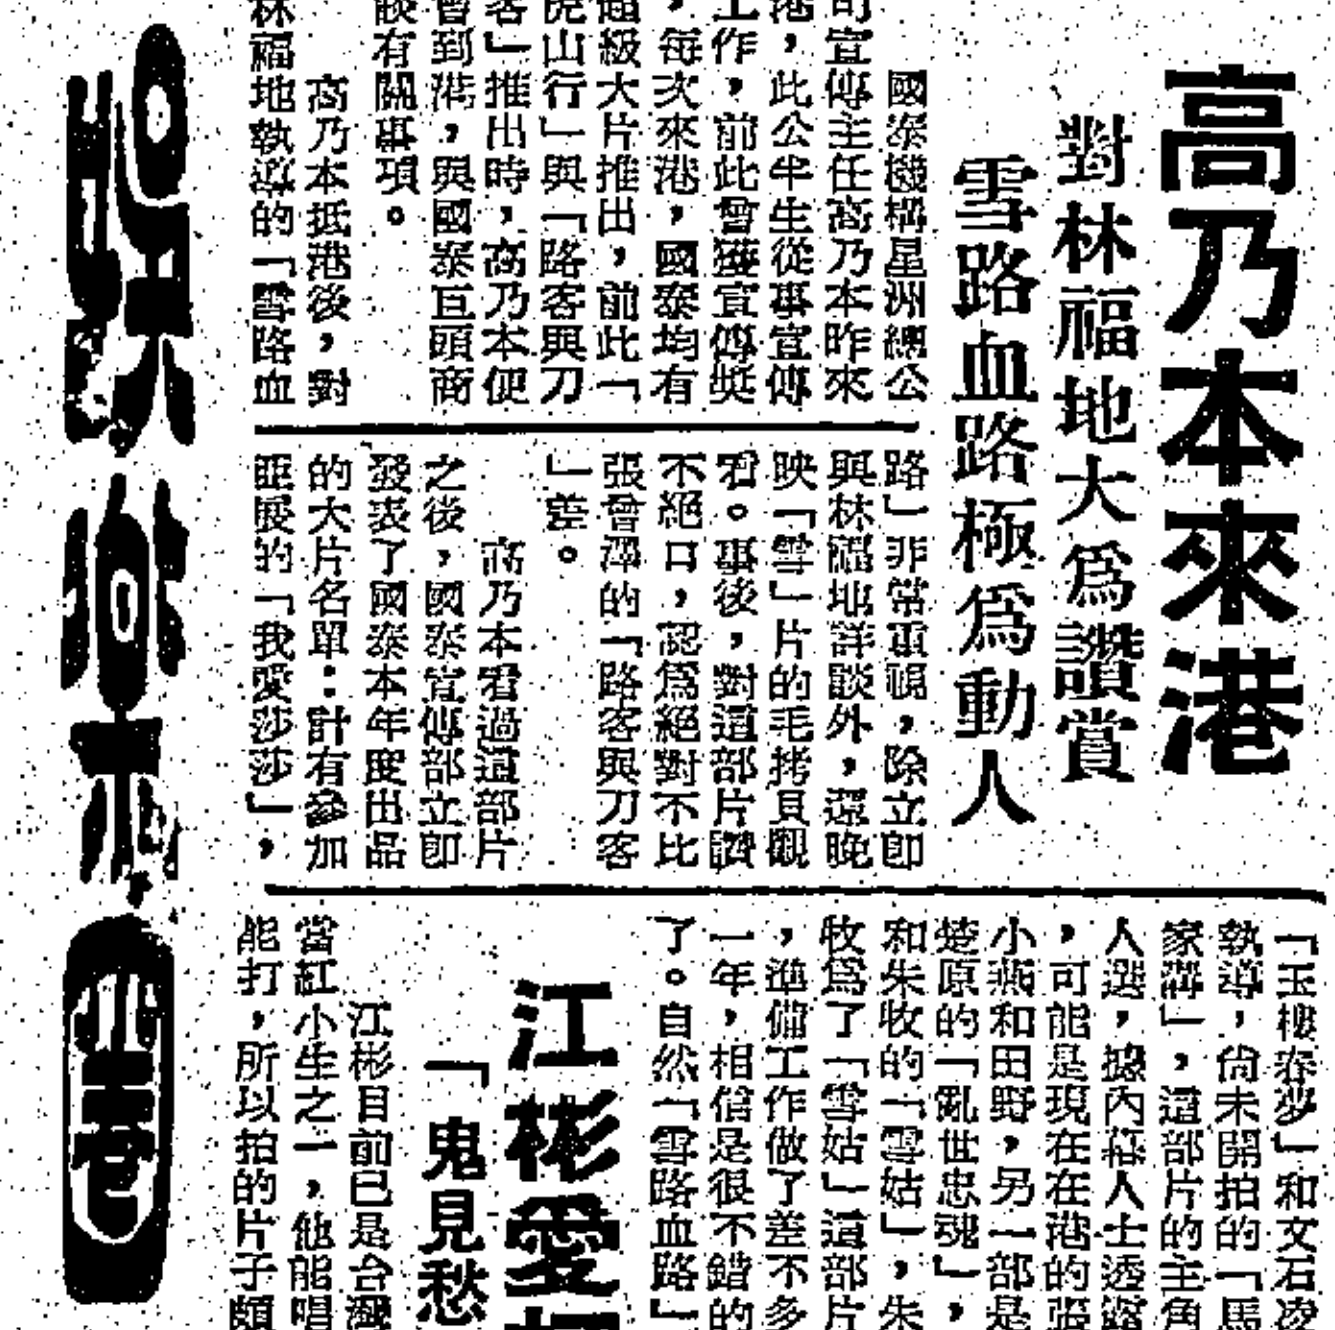 高乃本來港
對林福地大為讚賞
雪路血路極為動人
國泰機構星洲總公
司宣傳主任高乃本昨來
港，此公半生從事宣傳
工作，前此曾獲宣傳獎
，每次來港，國泰均有
超級大片推出，前此「
虎山行」與「路客與刀
客」推出時，高乃本便
曾到港，與國泰巨頭商
談有關事項。
高乃本抵港後，對
林福地執導的「雪路血
路」非常重視，除立即
與林福地詳談外，還晚
映「雪」片的毛拷貝觀
看。事後，對這部片讚
不絕口，認為絕對不比
張曾澤的「路客與刀客
」差。
高乃本看過這部片
之後，國泰宣傳部立即
發表了國泰本年度出品
的大片名單：計有參加
亞展的「我愛莎莎」，
「玉樓春夢」和文石凌
執導，尚未開拍的「馬
家溝」，這部片的主角
人選，據內幕人士透露
，可能是現在在港的張
小燕和田野，另一部是
楚原的「亂世忠魂」，
和朱牧的「雪姑」，朱
牧為了「雪姑」這部片
，準備工作做了差不多
一年，相信是很不錯的
了。自然「雪路血路」
江彬愛
「鬼見愁
江彬目前已是台灣
當紅小生之一，他能唱
能打，所以拍的片子頗
小巷